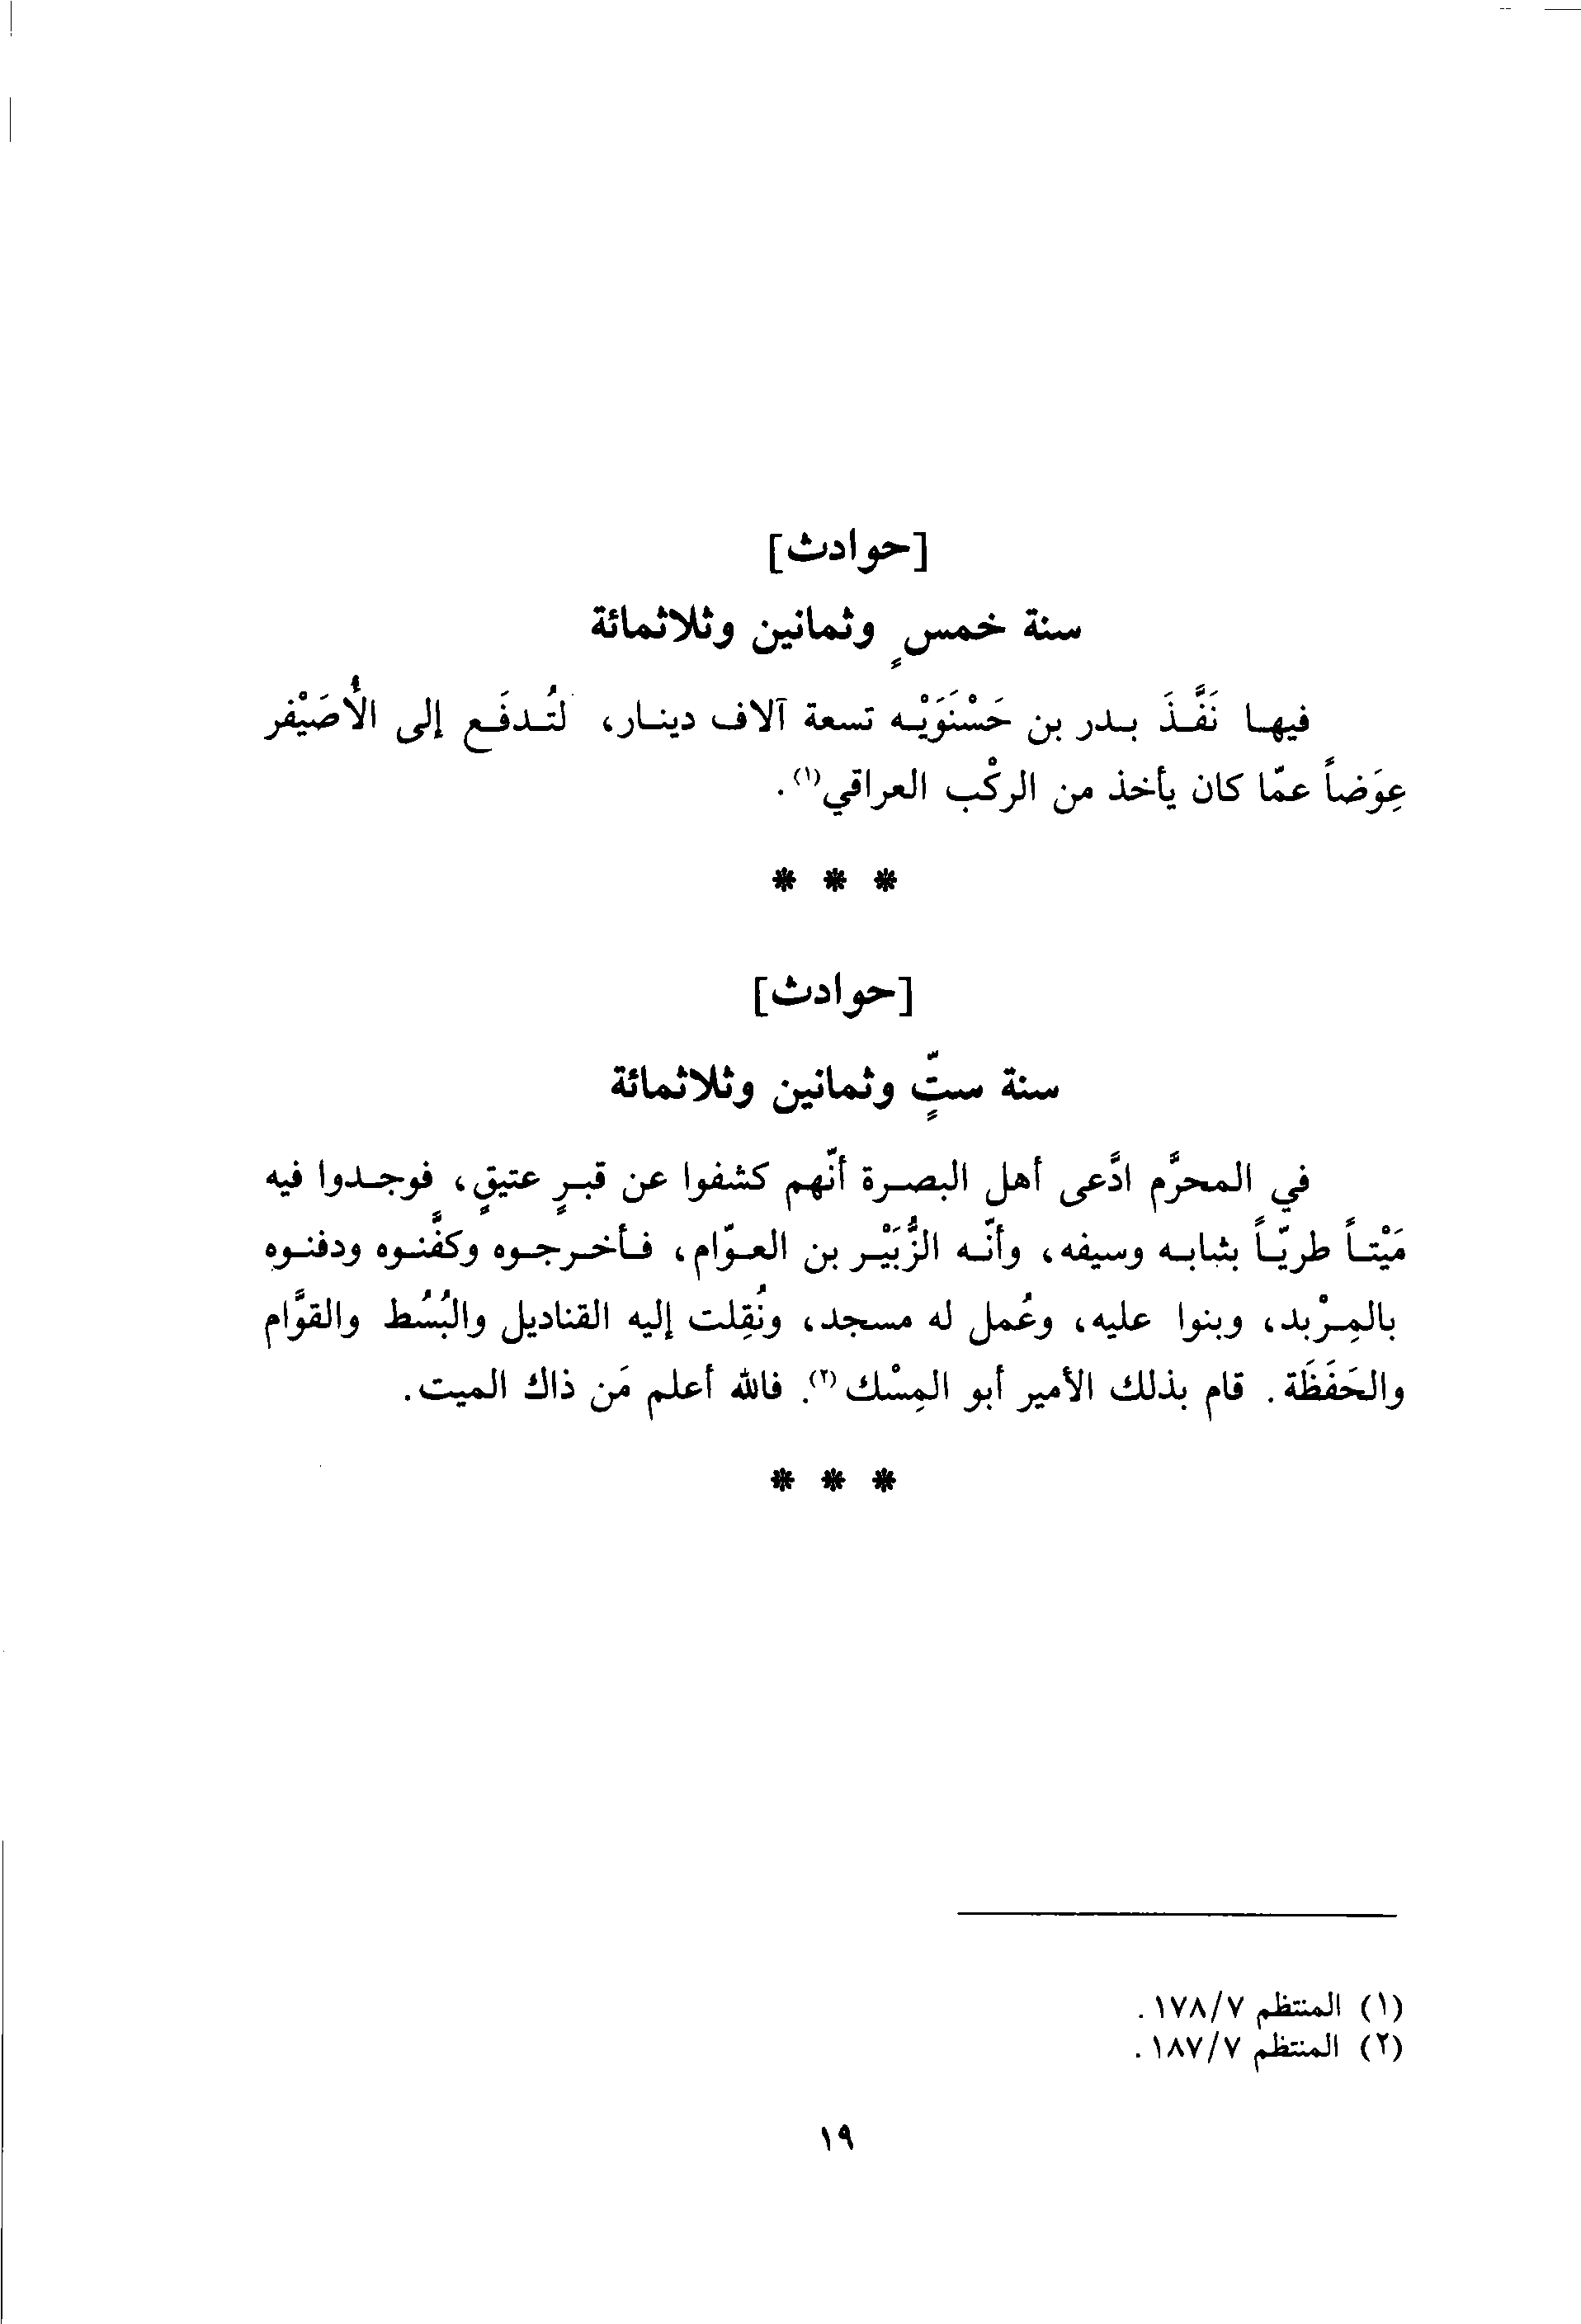 [حوادث]
سنة خمسٍ وثمانين وثلاثمائة
فيها نَفَّذَ بدر بن حَسْنَوَيْه تسعة آلاف دينار، لتُدفَع إلى الأُصَيْفر
عِوَضاً عمّا كان يأخذ من الركْب العراقي(١).
* * *
[حوادث]
سنة ستٍّ وثمانين وثلاثمائة
في المحرَّم ادَّعى أهل البصرة أنّهم كشفوا عن قبرٍ عتيقٍ، فوجدوا فيه
مَيْتاً طريّاً بثيابه وسيفه، وأنّه الزُّبَيْر بن العوّام، فأخرجوه وكفَّنوه ودفنوه
بالمِرْبد، وبنوا عليه، وعُمل له مسجد، ونُقِلت إليه القناديل والبُسُط والقوَّام
والحَفَظَة. قام بذلك الأمير أبو المِسْك(٢). فالله أعلم مَن ذاك الميت.
* * *
(١) المنتظم ١٧٨/٧.
(٢) المنتظم ١٨٧/٧.
١٩